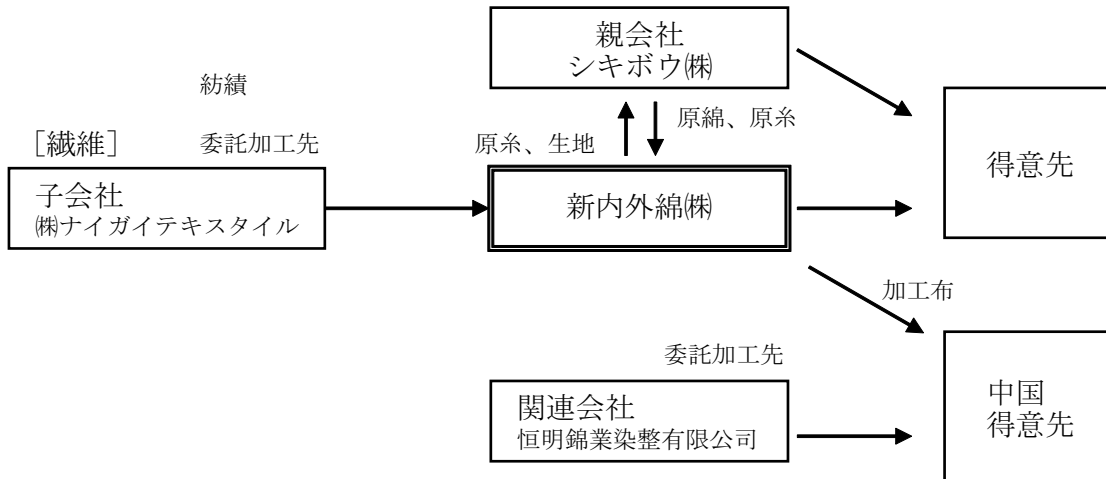 親会社
シキボウ㈱
紡績
[繊維] 委託加工先
原糸、生地
原綿、原糸
子会社
㈱ナイガイテキスタイル
新内外綿㈱
得意先
加工布
委託加工先
関連会社
恒明錦業染整有限公司
中国
得意先